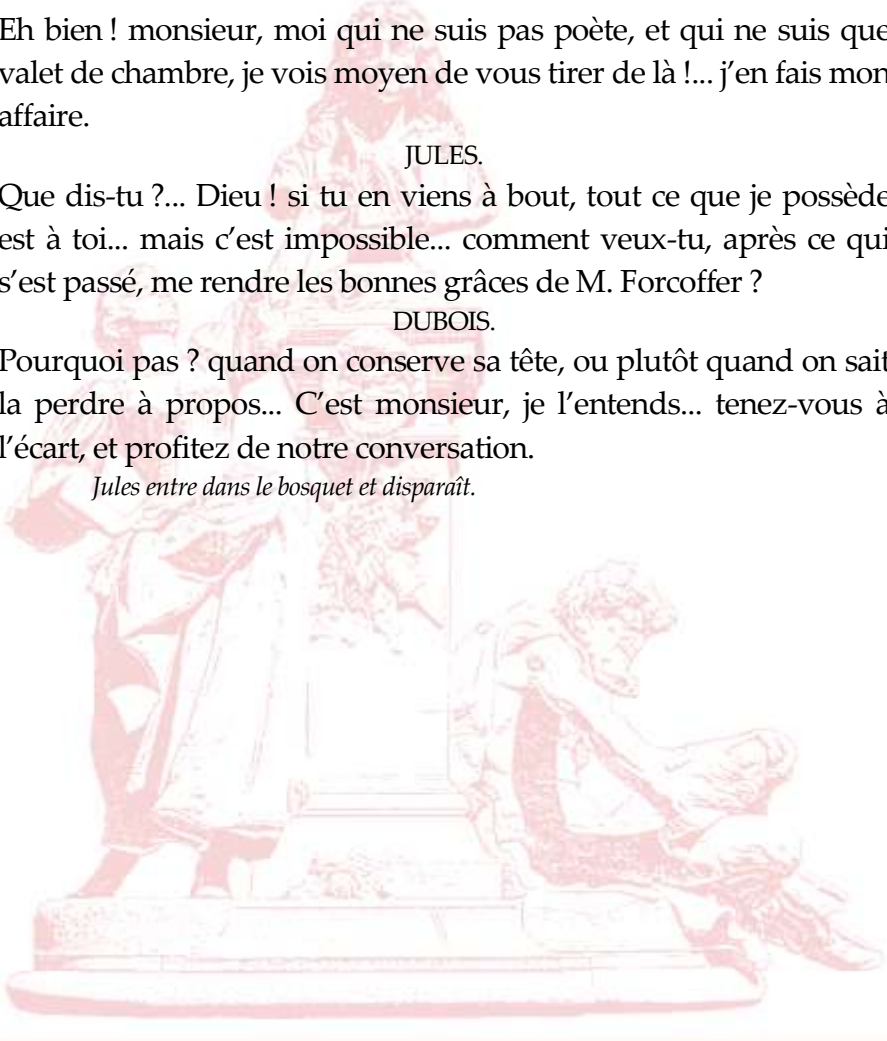 Eh bien ! monsieur, moi qui ne suis pas poète, et qui ne suis que
valet de chambre, je vois moyen de vous tirer de là !... j’en fais mon
affaire.
JULES.
Que dis-tu ?... Dieu ! si tu en viens à bout, tout ce que je possède
est à toi... mais c’est impossible... comment veux-tu, après ce qui
s’est passé, me rendre les bonnes grâces de M. Forcoffer ?
DUBOIS.
Pourquoi pas ? quand on conserve sa tête, ou plutôt quand on sait
la perdre à propos... C’est monsieur, je l’entends... tenez-vous à
l’écart, et profitez de notre conversation.
Jules entre dans le bosquet et disparaît.